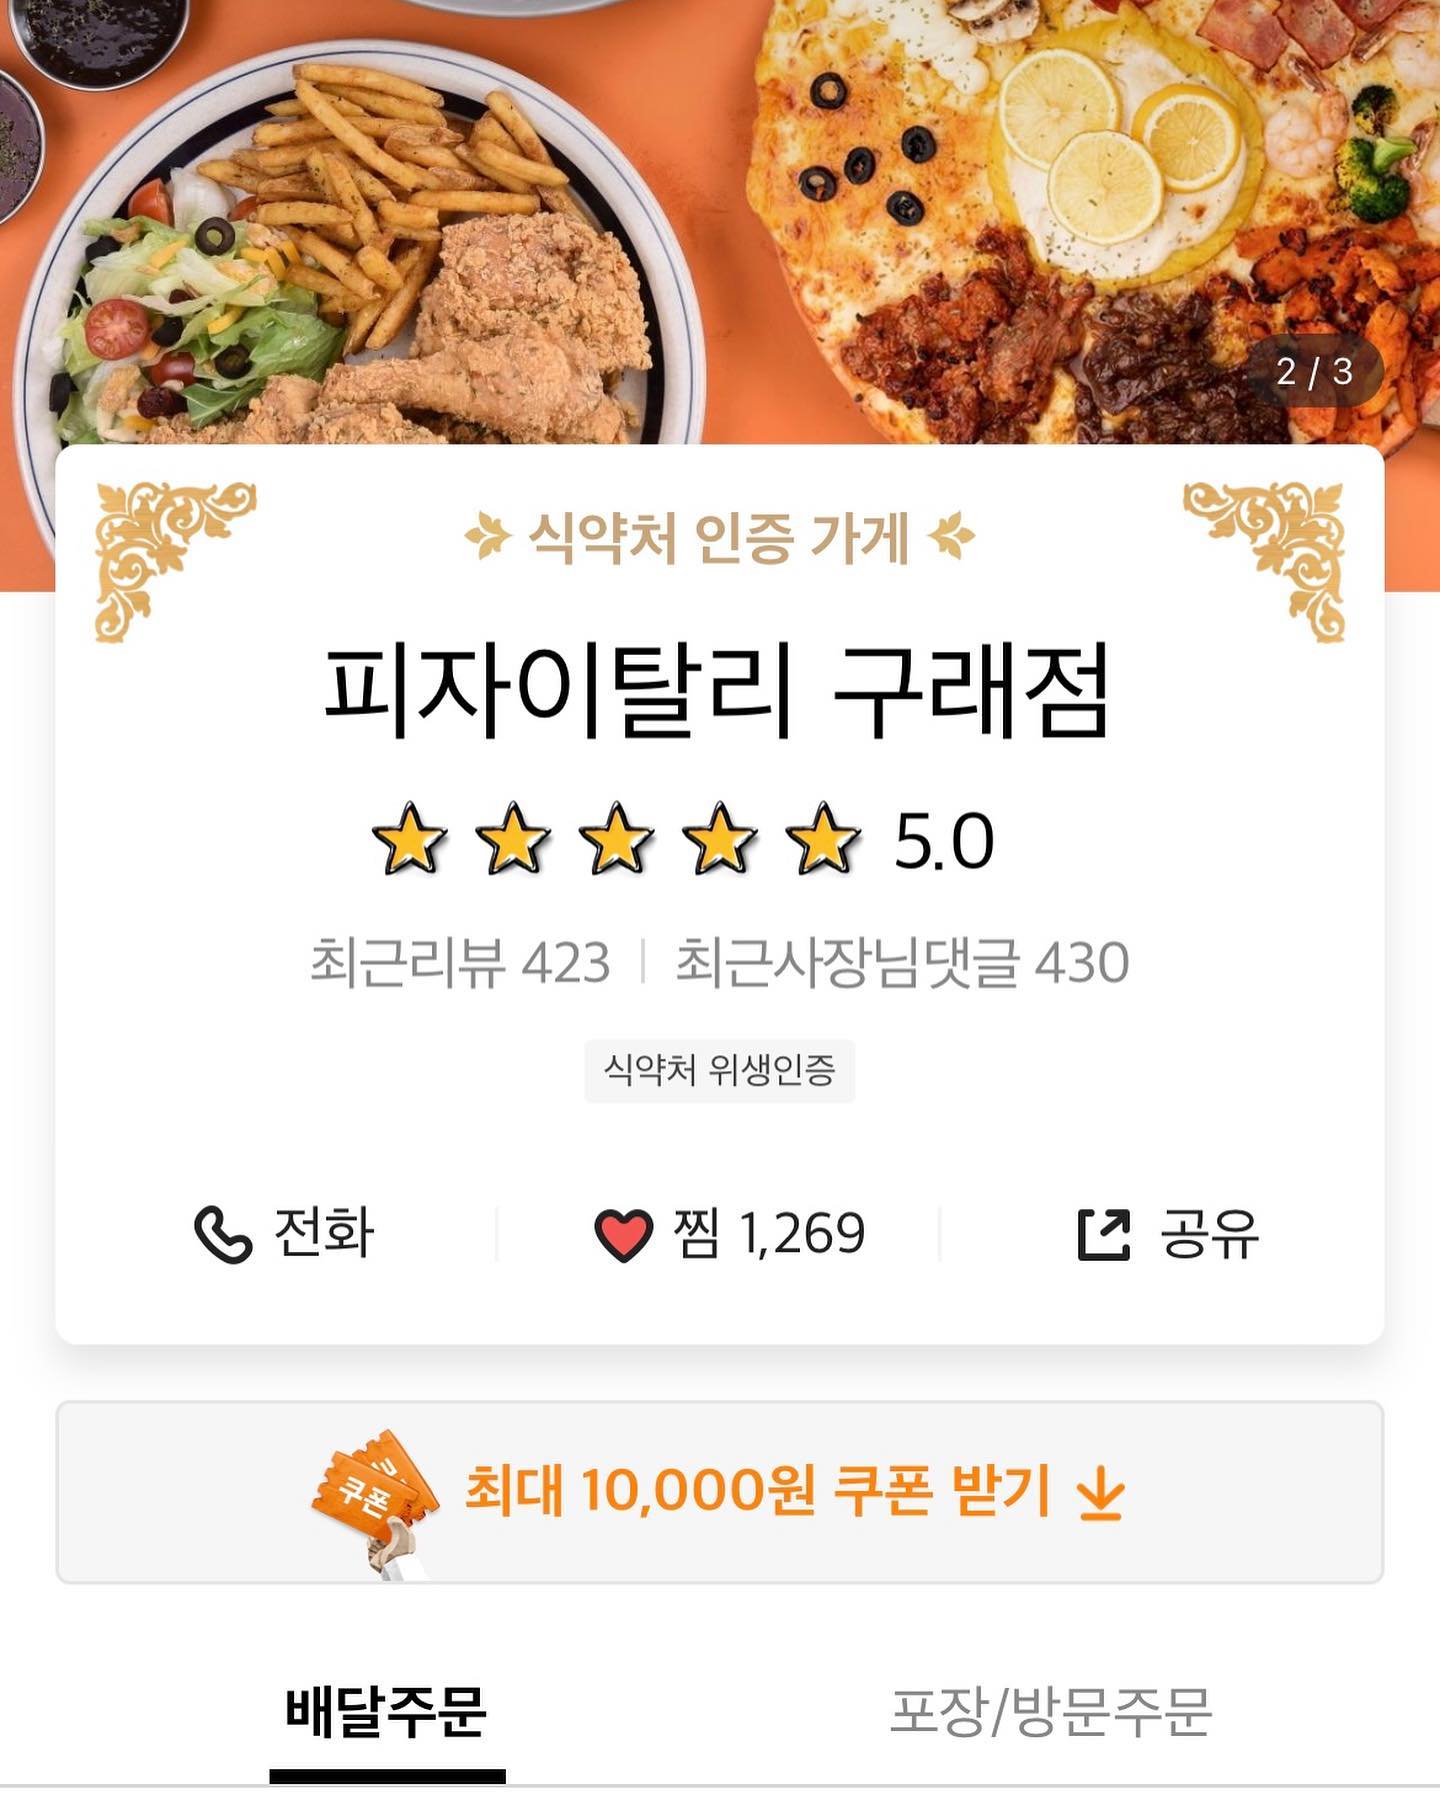 2 / 3
식약처 인증 가게
피자이탈리 구래점
5.0
최근리뷰 423 최근사장님댓글 430
식약처 위생인증
전화 찜 1,269 공유
쿠폰
최대 10,000원 쿠폰 받기
배달주문 포장/방문주문